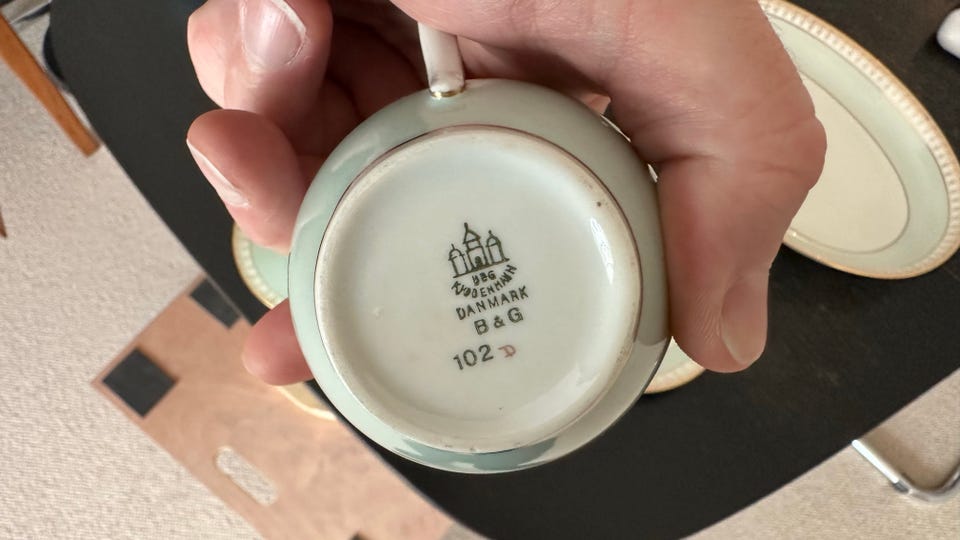 B&G
KJØBENHAVN
DANMARK
B & G
102 D